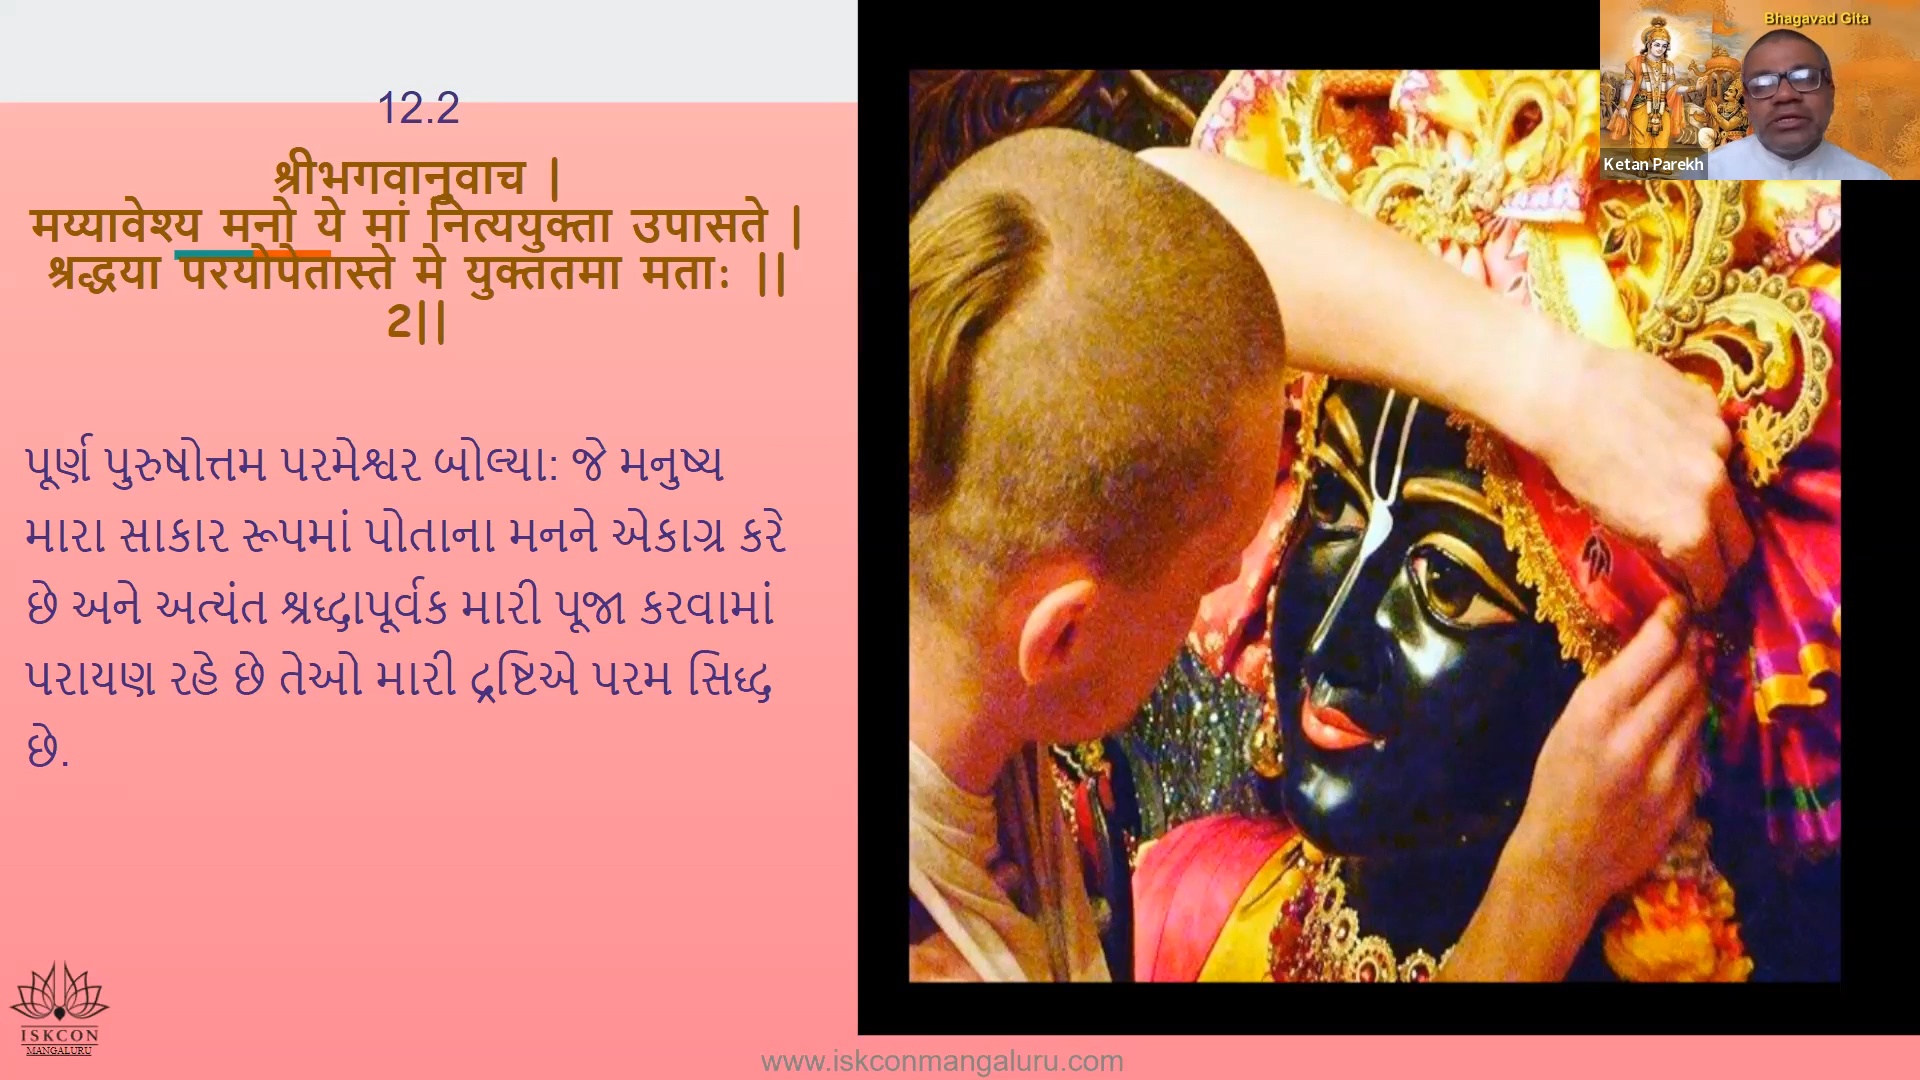 12.2
श्रीभगवानुवाच |
मय्यावेश्य मनो ये मां नित्ययुक्ता उपासते |
श्रद्धया परयोपेतास्ते मे युक्ततमा मताः ||
2||
પૂર્ણ પુરુષોત્તમ પરમેશ્વર બોલ્યા: જે મનુષ્ય
મારા સાકાર રૂપમાં પોતાના મનને એકાગ્ર કરે
છે અને અત્યંત શ્રદ્ધાપૂર્વક મારી પૂજા કરવામાં
પરાયણ રહે છે તેઓ મારી દ્રષ્ટિએ પરમ સિદ્ધ
છે.
Bhagavad Gita
Ketan Parekh
ISKCON
MANGALURU
www.iskconmangaluru.com